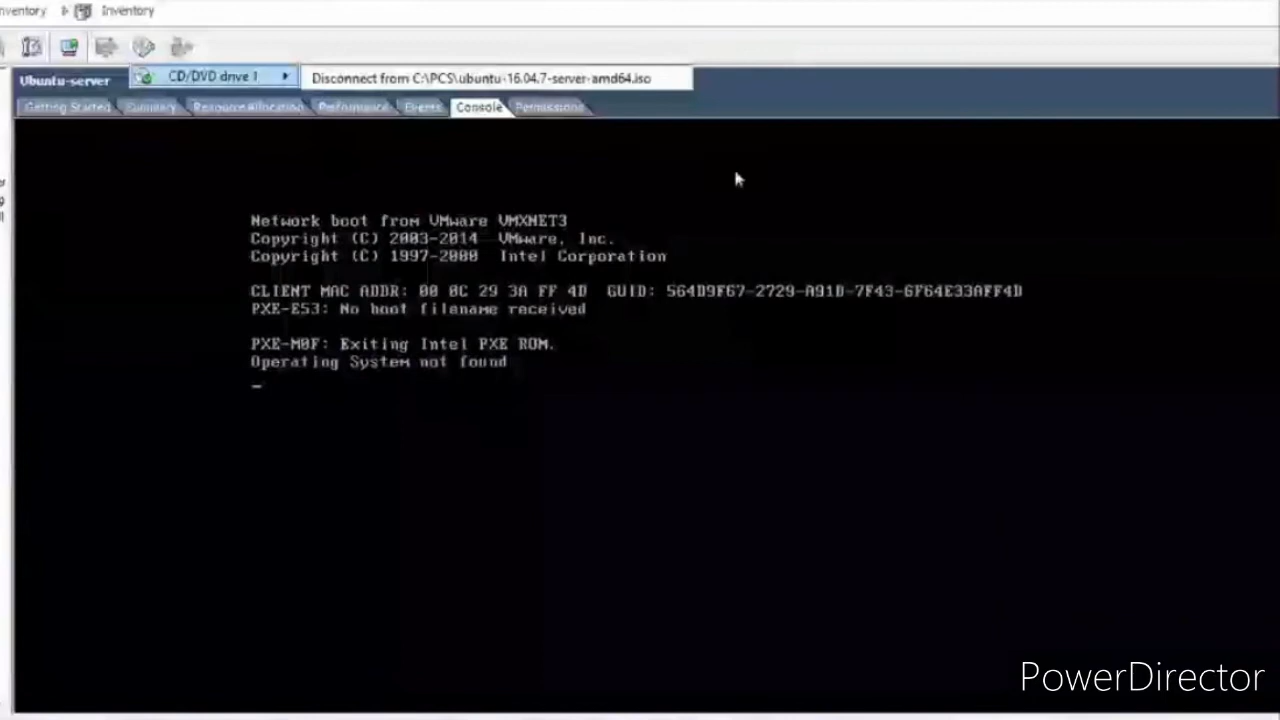 nventory Inventory
Ubuntu-server CD/DVD drive 1 Disconnect from C:\PCS\ubuntu-16.04.7-server-amd64.iso
Getting Started Summary Resource Allocation Performance Events Console Permissions
Network boot from VMware VMXNET3
Copyright (C) 2003-2014 VMware, Inc.
Copyright (C) 1997-2000 Intel Corporation
CLIENT MAC ADDR: 00 0C 29 3A FF 4D GUID: 564D9F67-2729-A91D-7F43-6F64E33AFF4D
PXE-E53: No boot filename received
PXE-M0F: Exiting Intel PXE ROM.
Operating System not found
PowerDirector